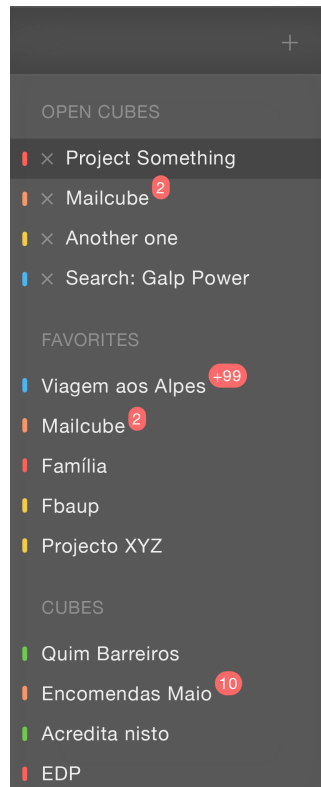 OPEN CUBES
Project Something
Mailcube 2
Another one
Search: Galp Power
FAVORITES
Viagem aos Alpes +99
Mailcube 2
Família
Fbaup
Projecto XYZ
CUBES
Quim Barreiros
Encomendas Maio 10
Acredita nisto
EDP